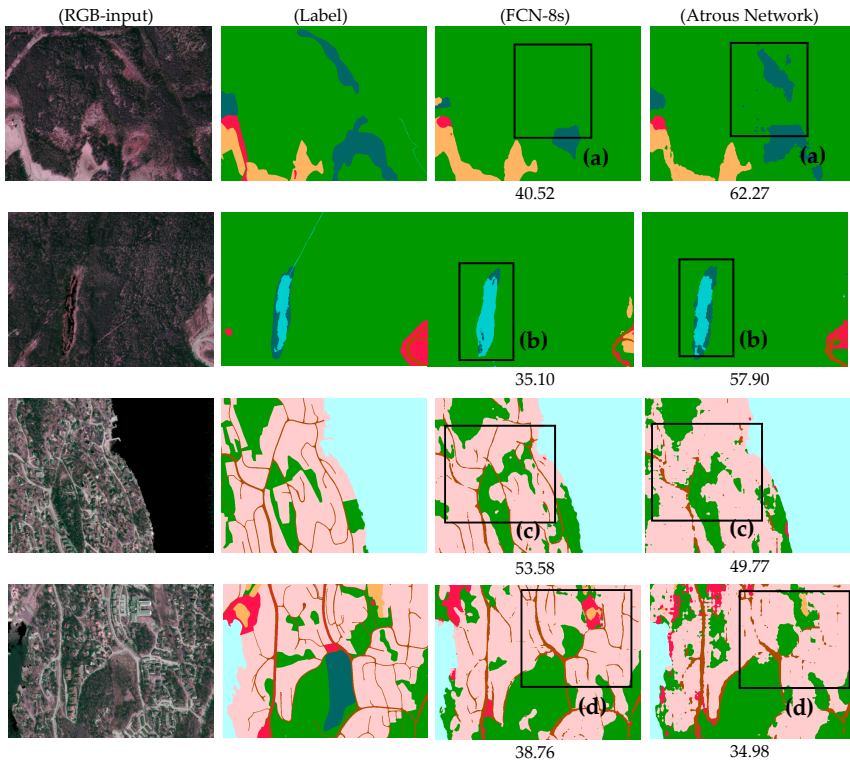 (RGB-input) (Label) (FCN-8s) (Atrous Network)
(a) (a)
40.52 62.27
(b) (b)
35.10 57.90
(c) (c)
53.58 49.77
(d) (d)
38.76 34.98